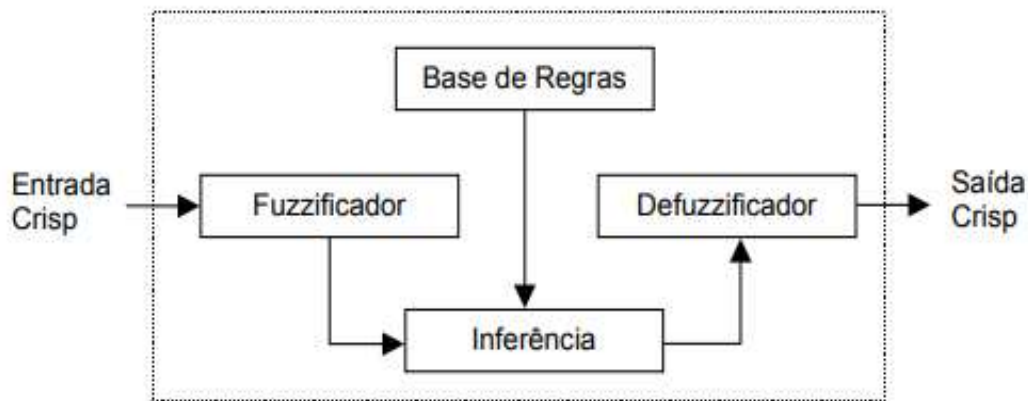 Base de Regras
Entrada
Crisp
Fuzzificador
Defuzzificador
Saída
Crisp
Inferência